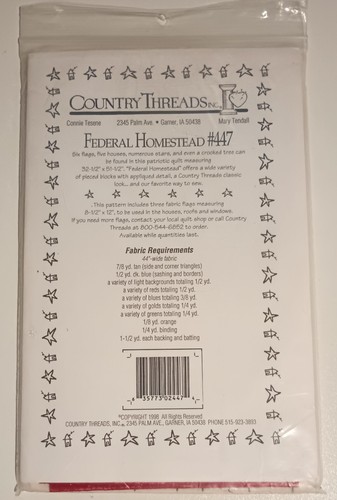 COUNTRY THREADS INC.
Connie Tesene 2345 Palm Ave. • Garner, IA 50438 Mary Tendall
FEDERAL HOMESTEAD #447
Six flags, five houses, numerous stars, and even a crooked tree can
be found in this patriotic quilt measuring
32-1/2" x 51-1/2". "Federal Homestead" offers a wide variety
of pieced blocks with appliqued detail, a Country Threads classic
look... and our favorite way to sew.
This pattern includes three fabric flags measuring
8-1/2" x 12", to be used in the houses, roofs and windows.
If you need more flags, contact your local quilt shop or call Country
Threads at 800-544-6852 to order.
Available while quantities last.
Fabric Requirements
44"-wide fabric
7/8 yd. tan (side and corner triangles)
1/2 yd. dk. blue (sashing and borders)
a variety of light backgrounds totaling 1/2 yd.
a variety of reds totaling 1/2 yd.
a variety of blues totaling 3/8 yd.
a variety of golds totaling 1/4 yd.
a variety of greens totaling 1/4 yd.
1/8 yd. orange
1/4 yd. binding
1-1/2 yd. each backing and batting
35773 02447
©COPYRIGHT 1998 All Rights Reserved
COUNTRY THREADS, INC., 2345 PALM AVE., GARNER, IA 50438 PHONE 515-923-3893